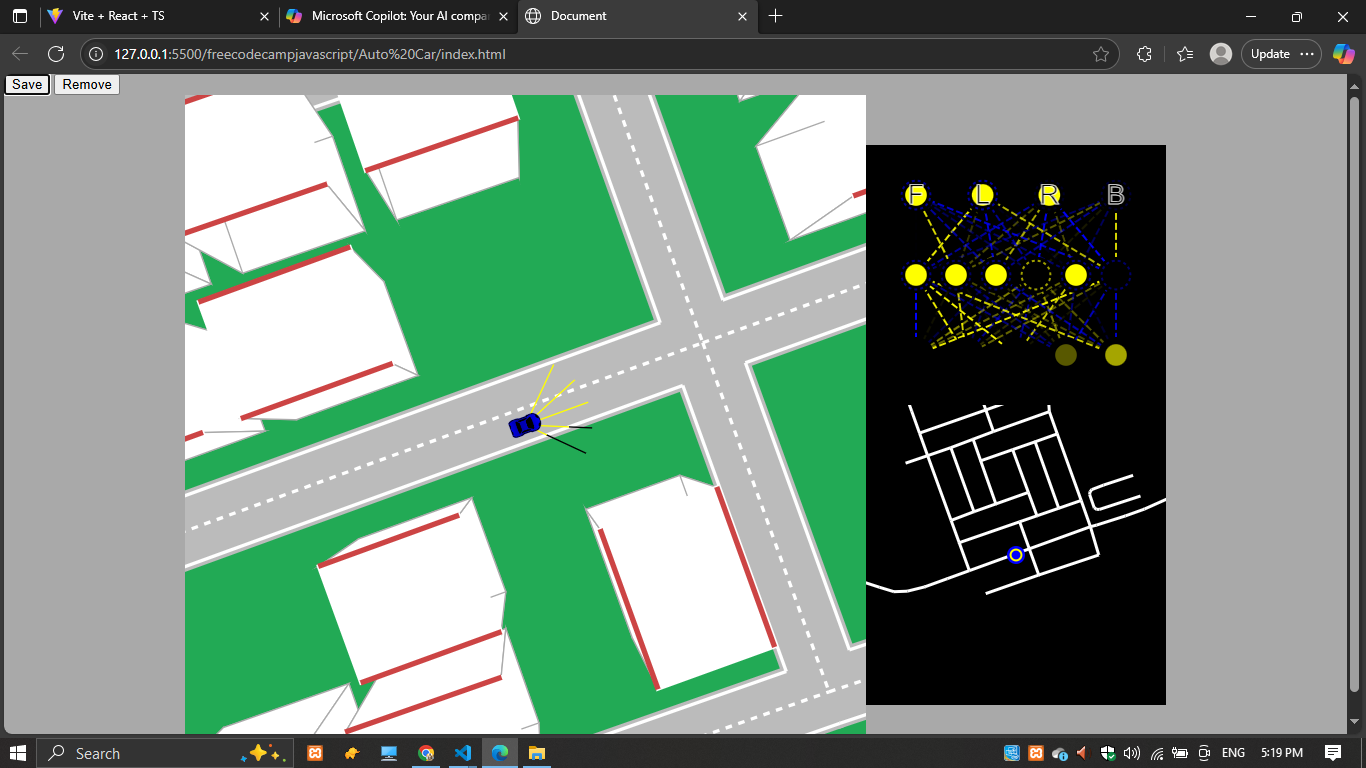 Vite + React + TS
Microsoft Copilot: Your AI compa
Document
127.0.0.1:5500/freecodecampjavascript/Auto%20Car/index.html
Update
Save
Remove
F L R B
Search
ENG
5:19 PM